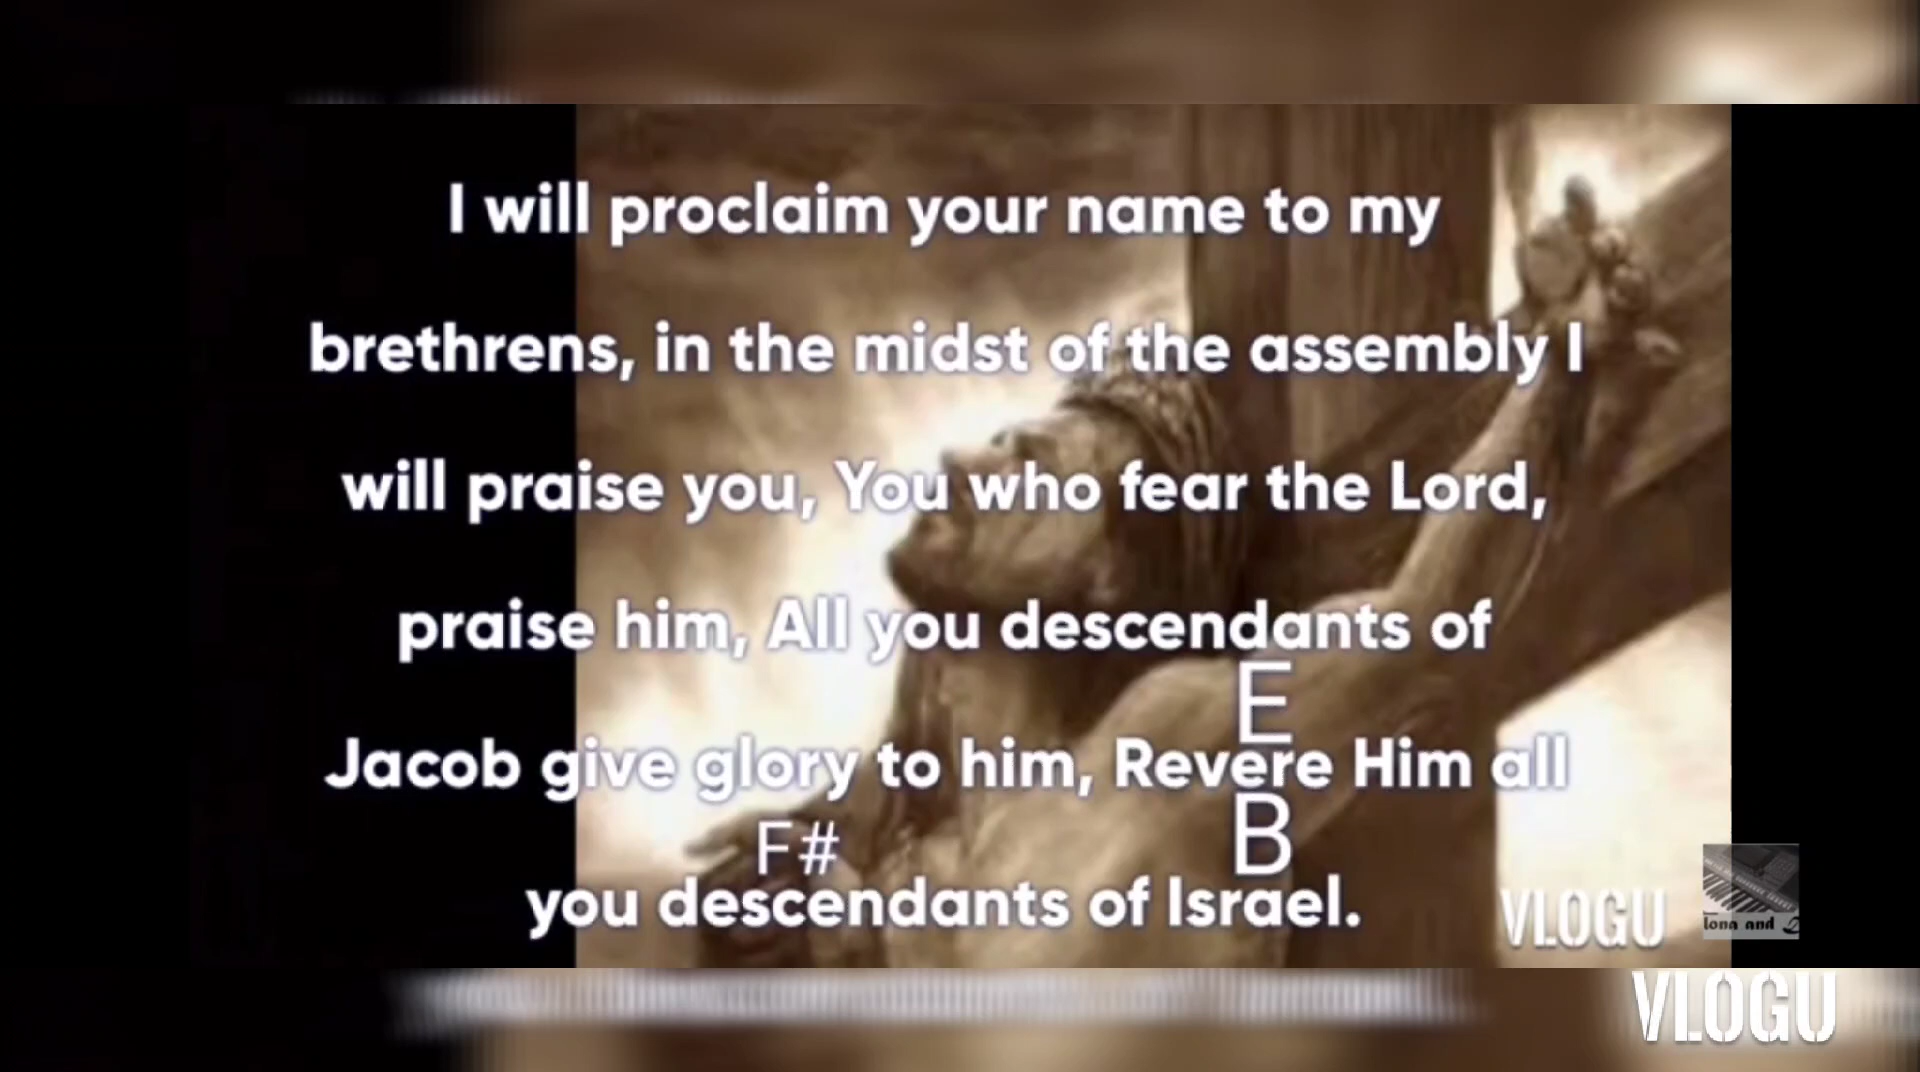 I will proclaim your name to my
brethrens, in the midst of the assembly I
will praise you, You who fear the Lord,
praise him, All you descendants of
E
Jacob give glory to him, Revere Him all
F# B
you descendants of Israel.
VLOGU
long and
VLOGU